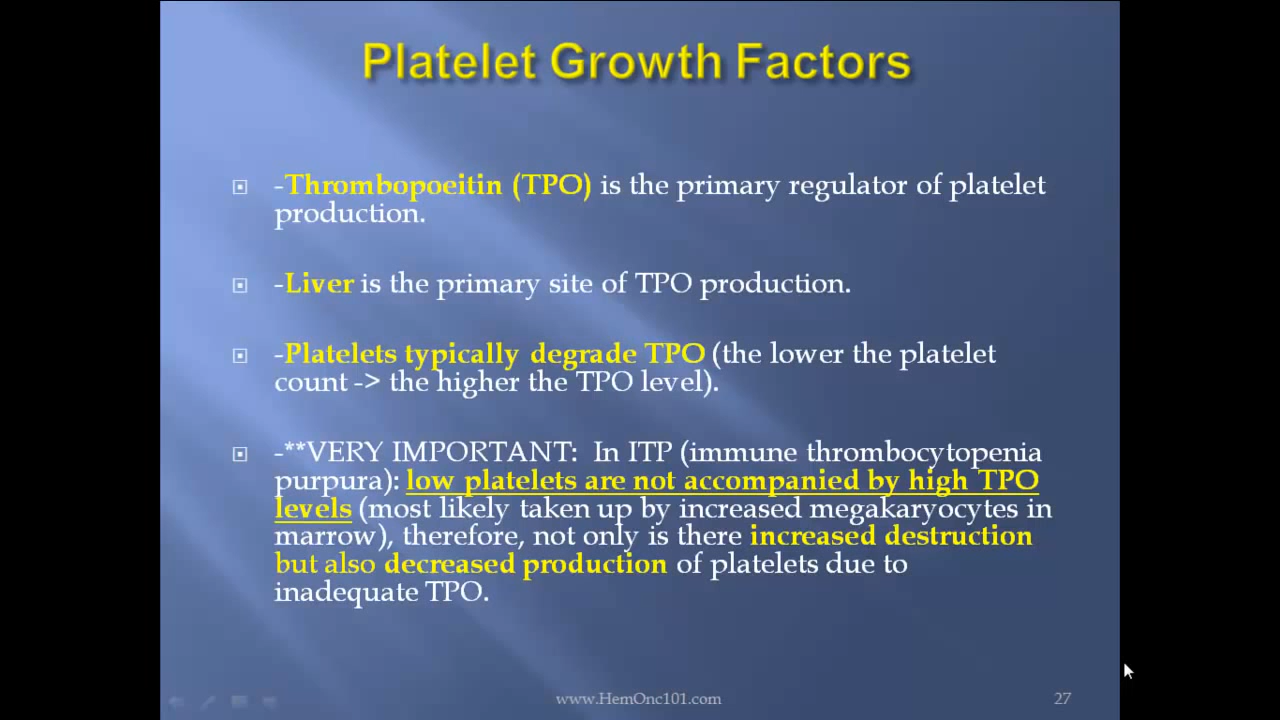 Platelet Growth Factors
-Thrombopoeitin (TPO) is the primary regulator of platelet
production.
-Liver is the primary site of TPO production.
-Platelets typically degrade TPO (the lower the platelet
count -> the higher the TPO level).
-**VERY IMPORTANT:  In ITP (immune thrombocytopenia
purpura): low platelets are not accompanied by high TPO
levels (most likely taken up by increased megakaryocytes in
marrow), therefore, not only is there increased destruction
but also decreased production of platelets due to
inadequate TPO.
www.HemOnc101.com
27